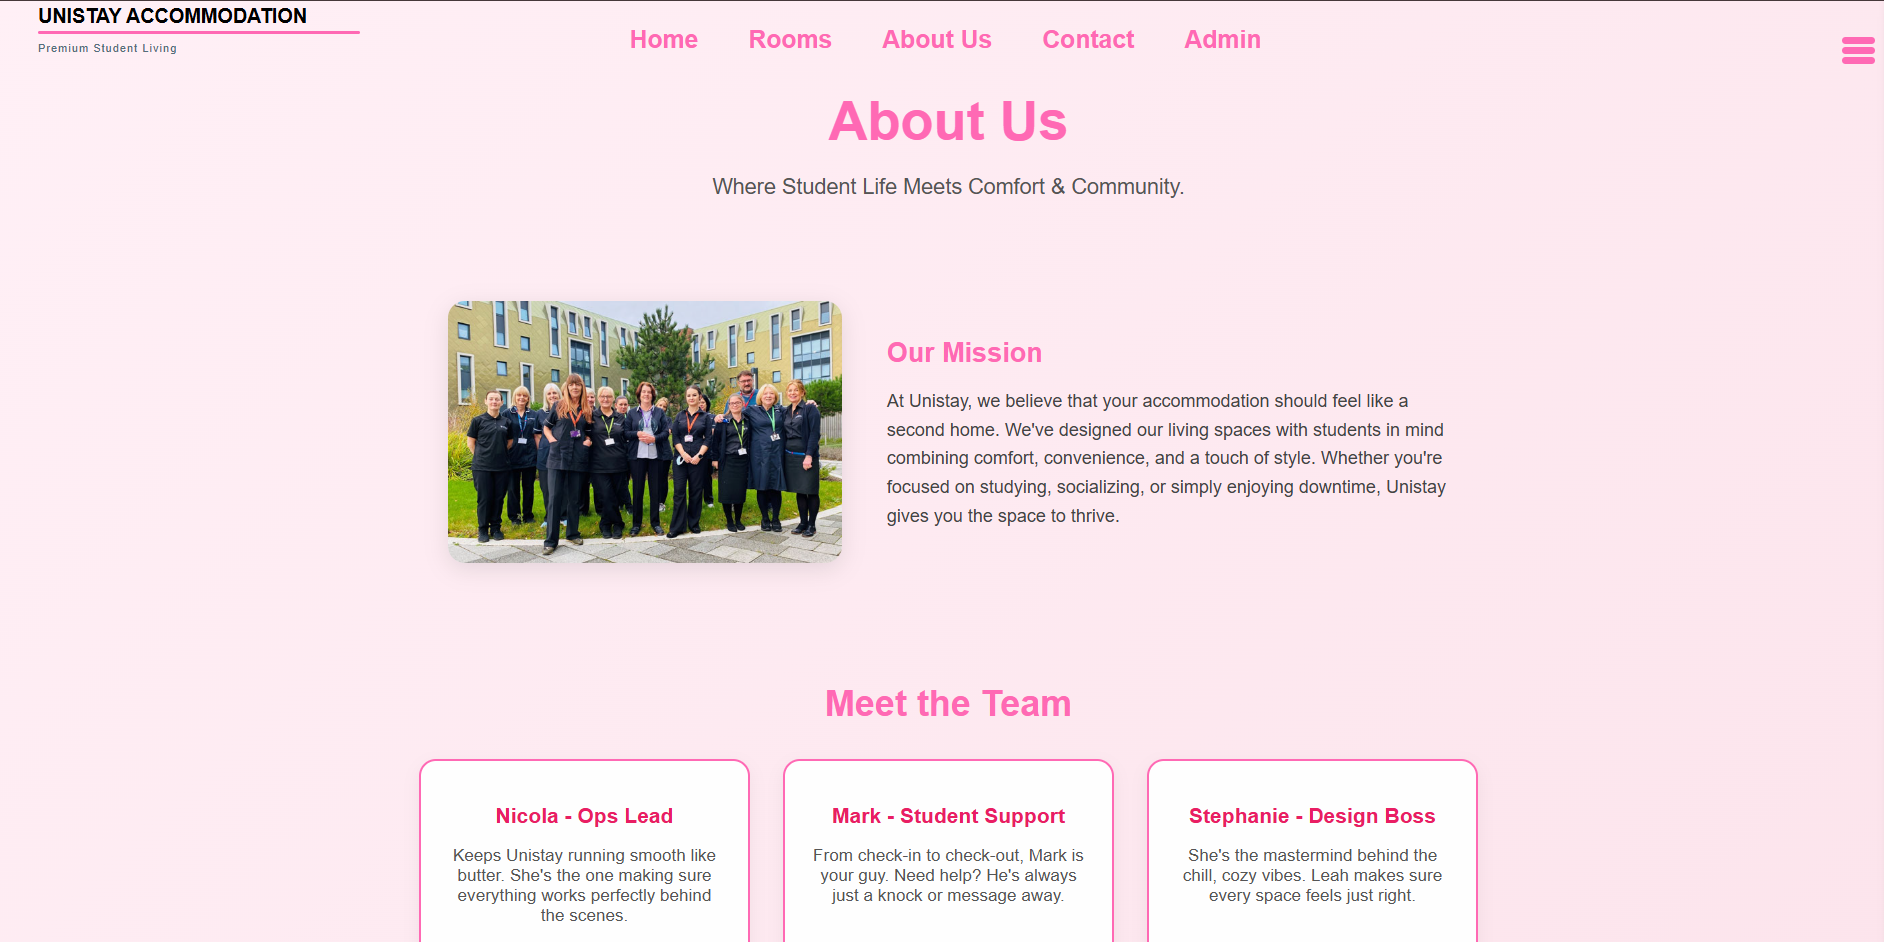 UNISTAY ACCOMMODATION
Premium Student Living
Home Rooms About Us Contact Admin
About Us
Where Student Life Meets Comfort & Community.
Our Mission
At Unistay, we believe that your accommodation should feel like a
second home. We've designed our living spaces with students in mind
combining comfort, convenience, and a touch of style. Whether you're
focused on studying, socializing, or simply enjoying downtime, Unistay
gives you the space to thrive.
Meet the Team
Nicola - Ops Lead
Keeps Unistay running smooth like
butter. She's the one making sure
everything works perfectly behind
the scenes.
Mark - Student Support
From check-in to check-out, Mark is
your guy. Need help? He's always
just a knock or message away.
Stephanie - Design Boss
She's the mastermind behind the
chill, cozy vibes. Leah makes sure
every space feels just right.